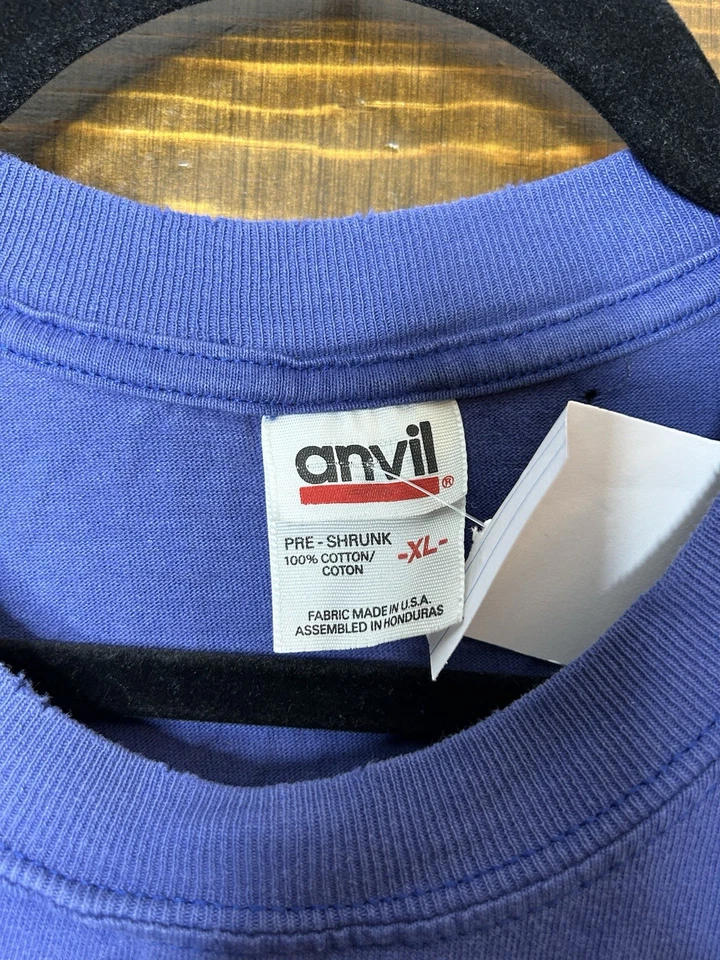 anvil®
PRE - SHRUNK
100% COTTON/
COTON
-XL-
FABRIC MADE IN U.S.A.
ASSEMBLED IN HONDURAS